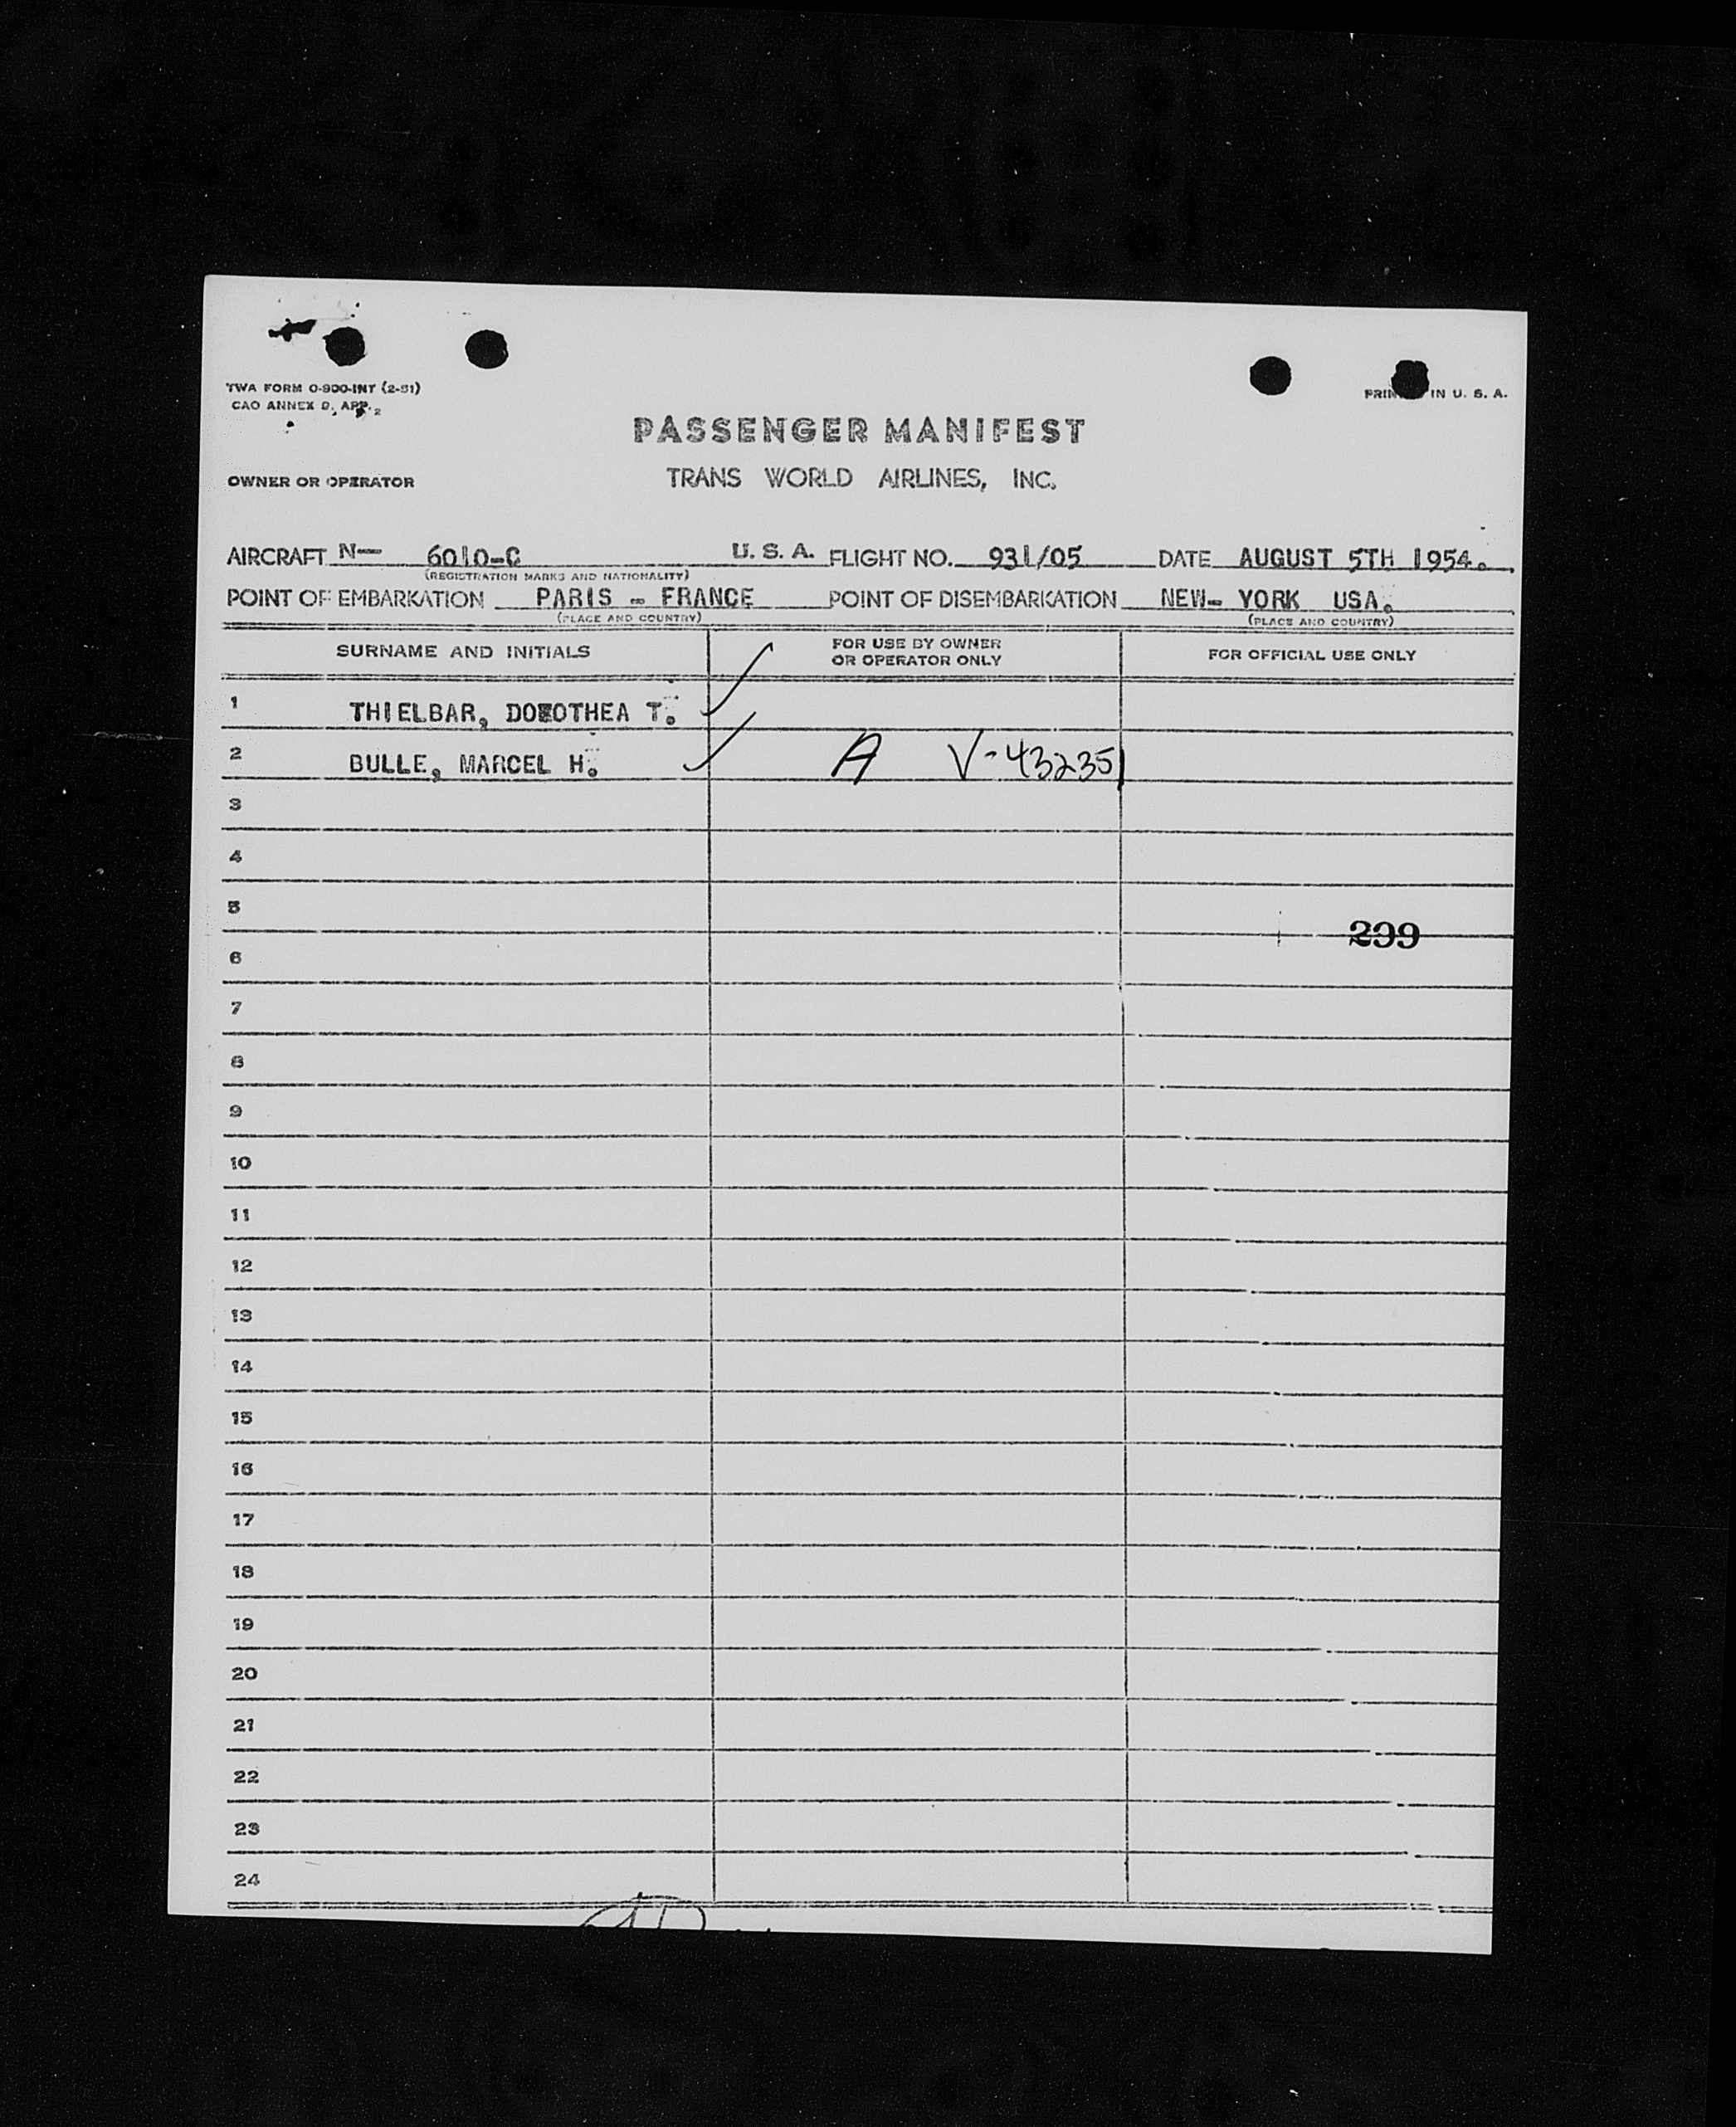 TWA FORM O-900-INT (2-51)
CAO ANNEX 9, APP. 2
PRINTED IN U. S. A.
PASSENGER MANIFEST
OWNER OR OPERATOR TRANS WORLD AIRLINES, INC.
AIRCRAFT N— 6010-C U. S. A. FLIGHT NO. 931/05 DATE AUGUST 5TH 1954.
(REGISTRATION MARKS AND NATIONALITY)
POINT OF EMBARKATION PARIS - FRANCE POINT OF DISEMBARKATION NEW- YORK USA.
(PLACE AND COUNTRY) (PLACE AND COUNTRY)
SURNAME AND INITIALS FOR USE BY OWNER OR OPERATOR ONLY FOR OFFICIAL USE ONLY
1 THIELBAR, DOROTHEA T.
2 BULLE, MARCEL H. A V-432351
3
4
5
299
6
7
8
9
10
11
12
13
14
15
16
17
18
19
20
21
22
23
24